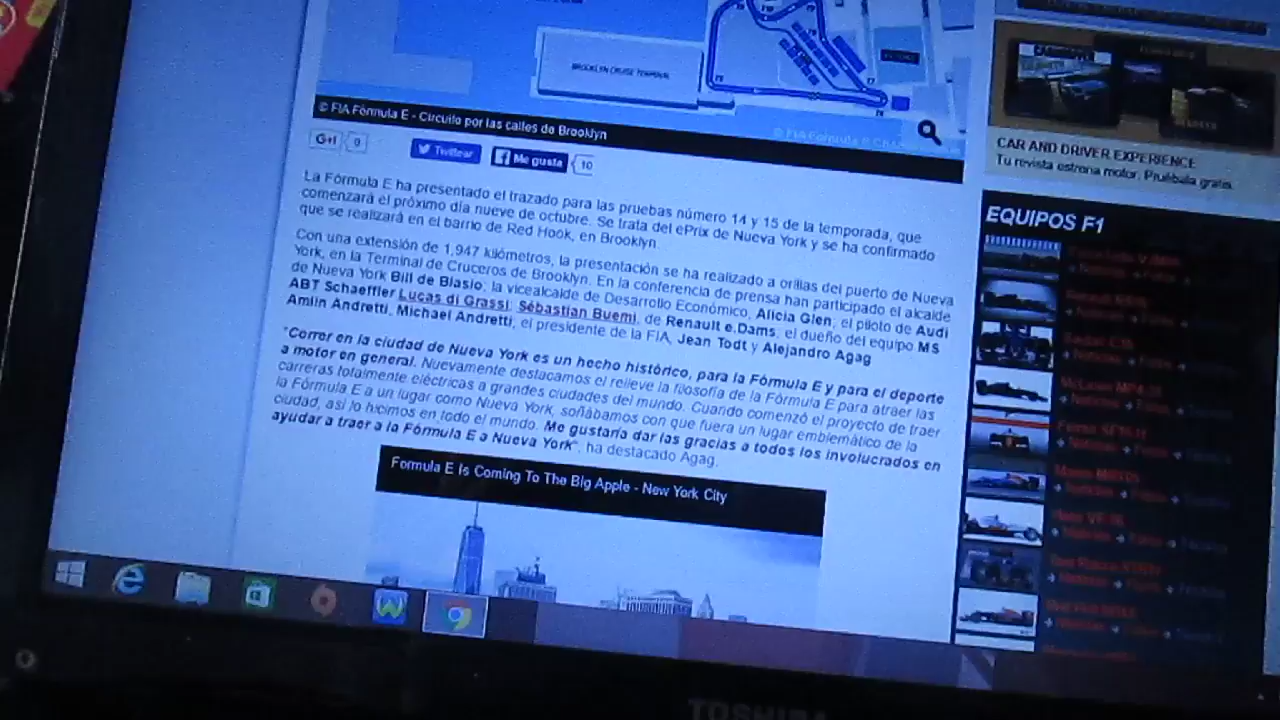 BROOKLYN CRUISE TERMINAL
© FIA Fórmula E - Circuito por las calles de Brooklyn
© FIA Fórmula E
G+1 0
Twittear
Me gusta 10
La Fórmula E ha presentado el trazado para las pruebas número 14 y 15 de la temporada, que
comenzará el próximo día nueve de octubre. Se trata del ePrix de Nueva York y se ha confirmado
que se realizará en el barrio de Red Hook, en Brooklyn.
Con una extensión de 1,947 kilómetros, la presentación se ha realizado a orillas del puerto de Nueva
York, en la Terminal de Cruceros de Brooklyn. En la conferencia de prensa han participado el alcalde
de Nueva York Bill de Blasio; la vicealcalde de Desarrollo Económico, Alicia Glen; el piloto de Audi
ABT Schaeffler Lucas di Grassi; Sébastian Buemi, de Renault e.Dams; el dueño del equipo MS
Amlin Andretti, Michael Andretti, el presidente de la FIA, Jean Todt y Alejandro Agag
"Correr en la ciudad de Nueva York es un hecho histórico, para la Fórmula E y para el deporte
a motor en general. Nuevamente destacamos el relieve la filosofía de la Fórmula E para atraer las
carreras totalmente eléctricas a grandes ciudades del mundo. Cuando comenzó el proyecto de traer
la Fórmula E a un lugar como Nueva York, soñábamos con que fuera un lugar emblemático de la
ciudad, así lo hicimos en todo el mundo. Me gustaría dar las gracias a todos los involucrados en
ayudar a traer a la Fórmula E a Nueva York", ha destacado Agag.
Formula E Is Coming To The Big Apple - New York City
CAR AND DRIVER EXPERIENCE
Tu revista estrena motor. Pruébala gratis.
EQUIPOS F1
TOSHIBA